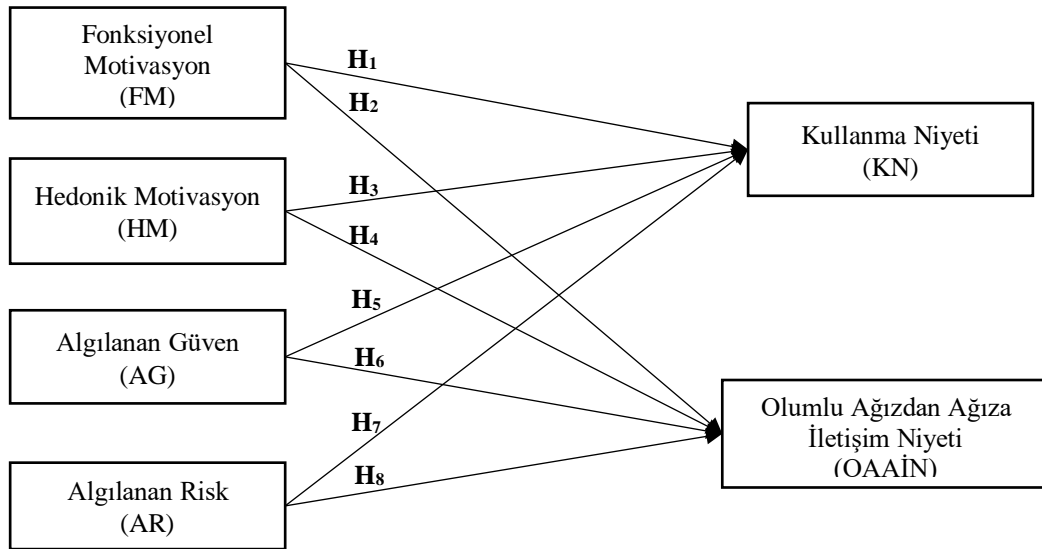 Fonksiyonel
Motivasyon
(FM)
H1
H2
Kullanma Niyeti
(KN)
Hedonik Motivasyon
(HM)
H3
H4
Algılanan Güven
(AG)
H5
H6
Olumlu Ağızdan Ağıza
İletişim Niyeti
(OAAİN)
Algılanan Risk
(AR)
H7
H8